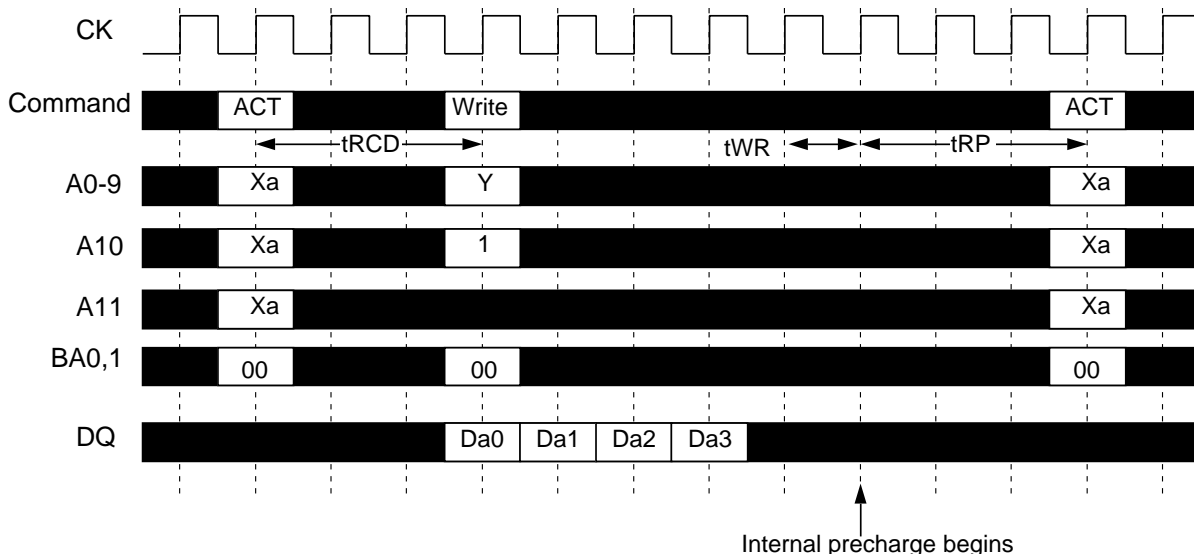 CK
Command ACT Write ACT
tRCD tWR tRP
A0-9 Xa Y Xa
A10 Xa 1 Xa
A11 Xa Xa
BA0,1 00 00 00
DQ Da0 Da1 Da2 Da3
Internal precharge begins